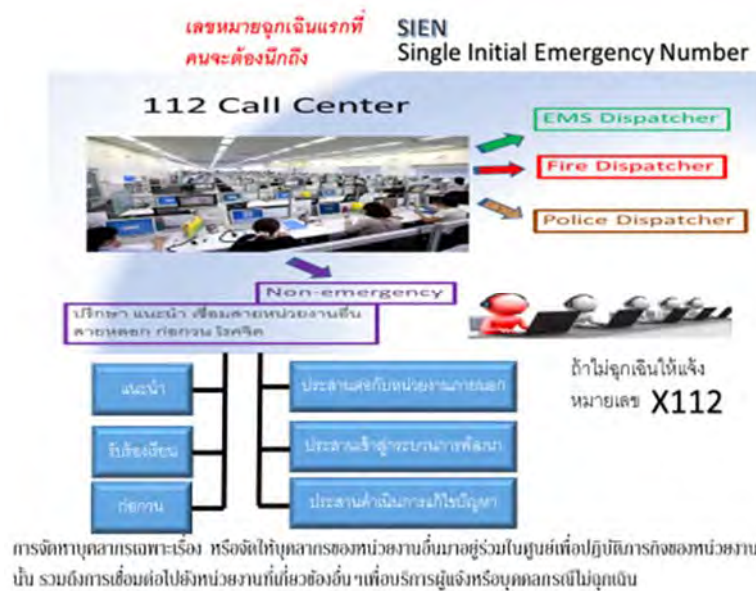 เลขหมายฉุกเฉินแรกที่
คนจะต้องนึกถึง
SIEN
Single Initial Emergency Number
112 Call Center
EMS Dispatcher
Fire Dispatcher
Police Dispatcher
Non-emergency
ปรึกษา แนะนำ เชื่อมสายหน่วยงานอื่น
สายหลอก ก่อกวน โรคจิต
ถ้าไม่ฉุกเฉินให้แจ้ง
หมายเลข X112
แนะนำ
รับร้องเรียน
ก่อกวน
ประสานต่อกับหน่วยงานภายนอก
ประสานเข้าสู่กระบวนการพัฒนา
ประสานดำเนินการแก้ไขปัญหา
การจัดหาบุคลากรเฉพาะเรื่อง หรือจัดให้บุคลากรของหน่วยงานอื่นมาอยู่ร่วมในศูนย์เพื่อปฏิบัติภารกิจของหน่วยงาน
นั้น รวมถึงการเชื่อมต่อไปยังหน่วยงานที่เกี่ยวข้องอื่น ๆเพื่อบริการผู้แจ้งหรือบุคคลกรณีไม่ฉุกเฉิน